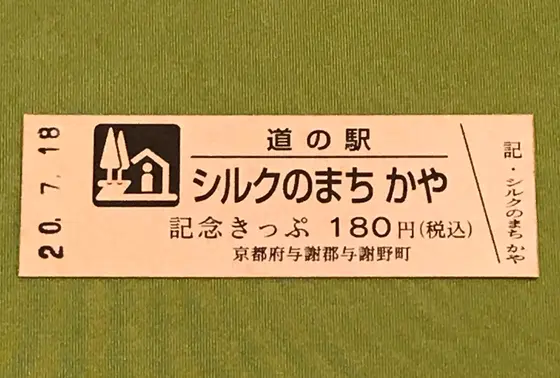 20.7.18
道の駅
シルクのまち かや
記念きっぷ 180円(税込)
京都府与謝郡与謝野町
記・シルクのまち かや